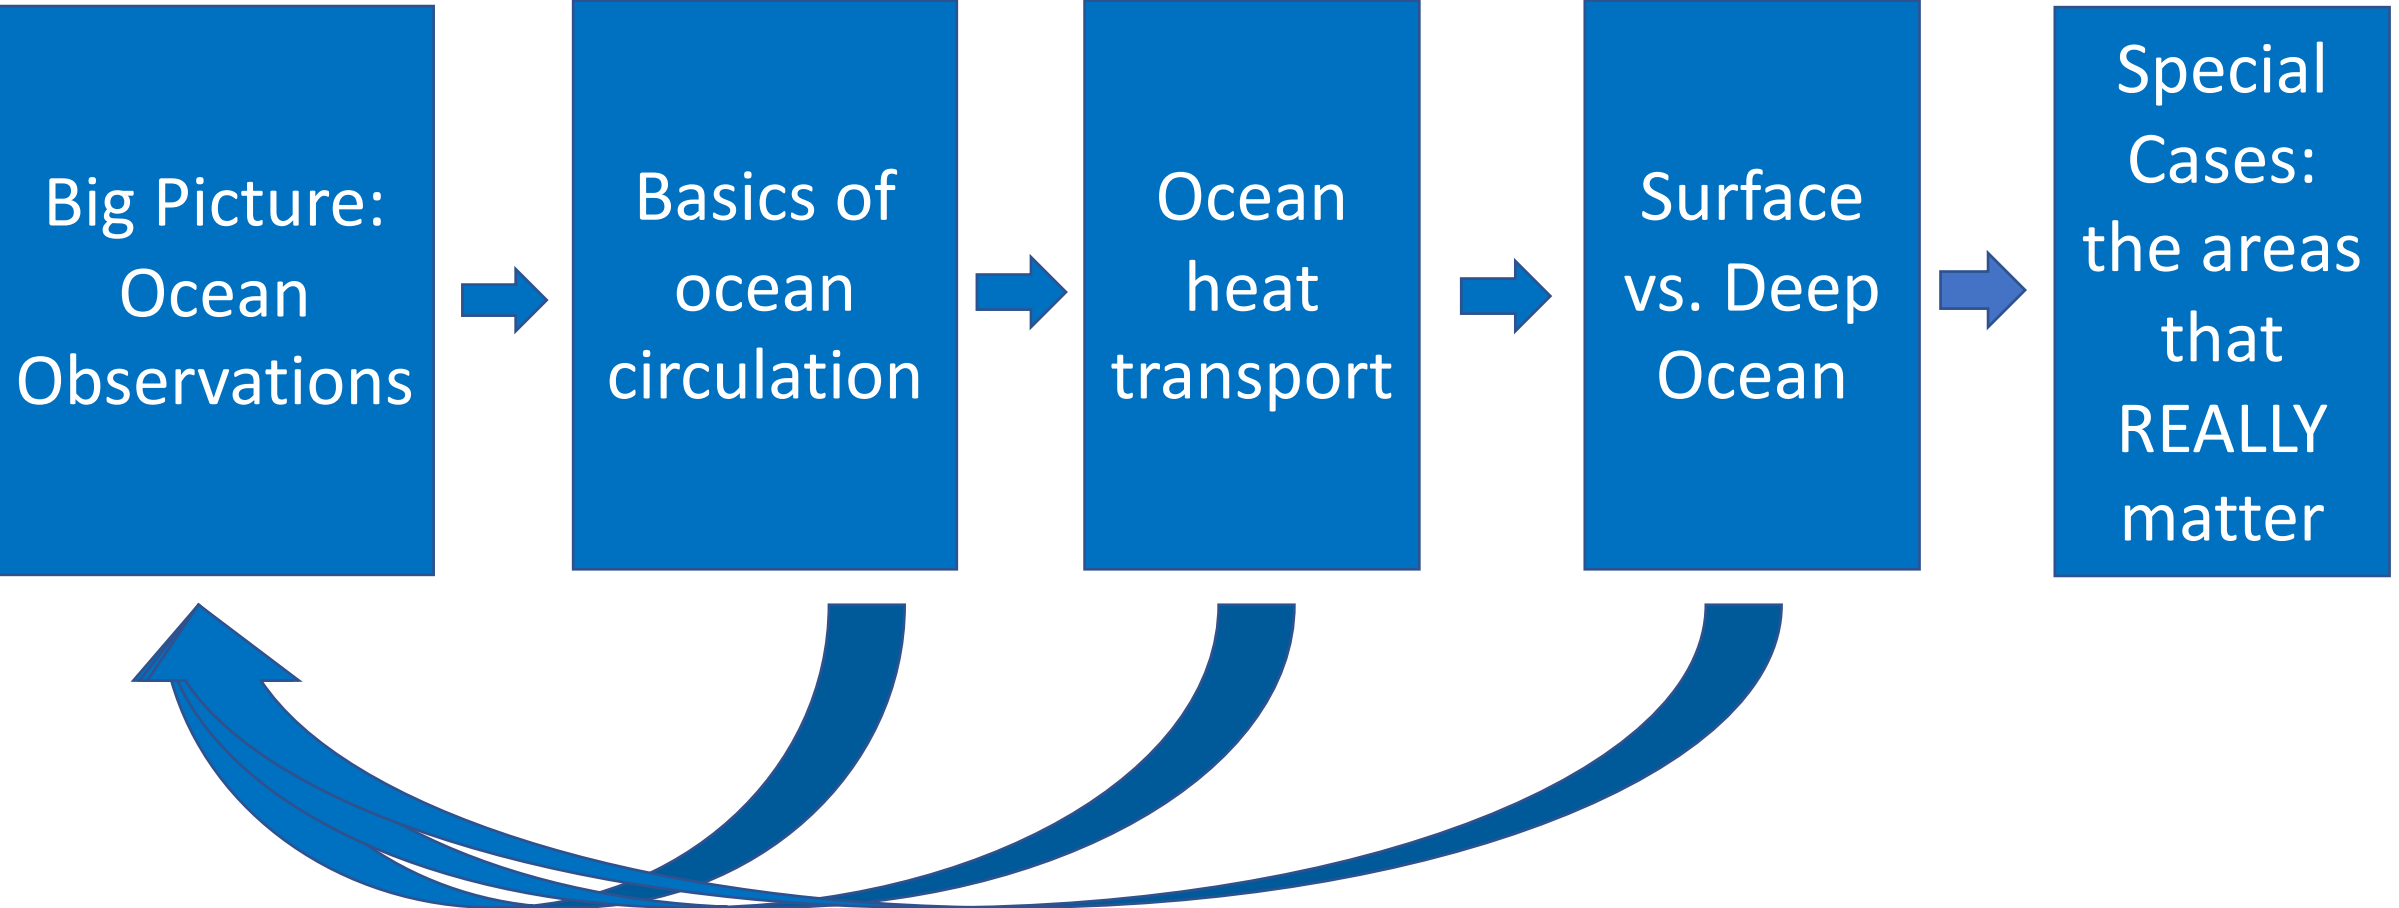 Big Picture:
Ocean
Observations
Basics of
ocean
circulation
Ocean
heat
transport
Surface
vs. Deep
Ocean
Special
Cases:
the areas
that
REALLY
matter